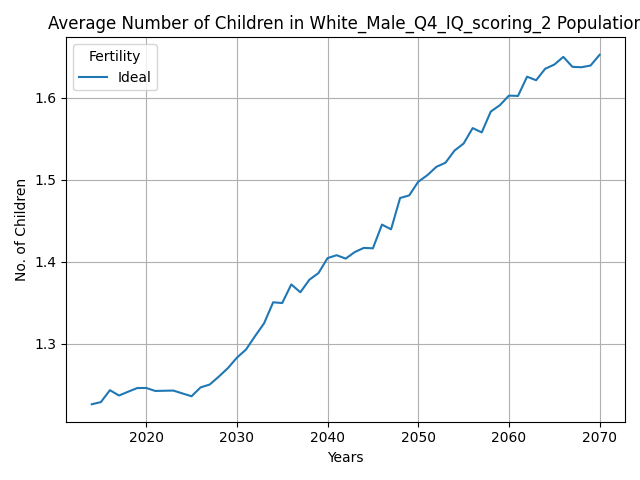 Average Number of Children in White_Male_Q4_IQ_scoring_2 Population
Fertility
Ideal
No. of Children
1.6
1.5
1.4
1.3
2020 2030 2040 2050 2060 2070
Years